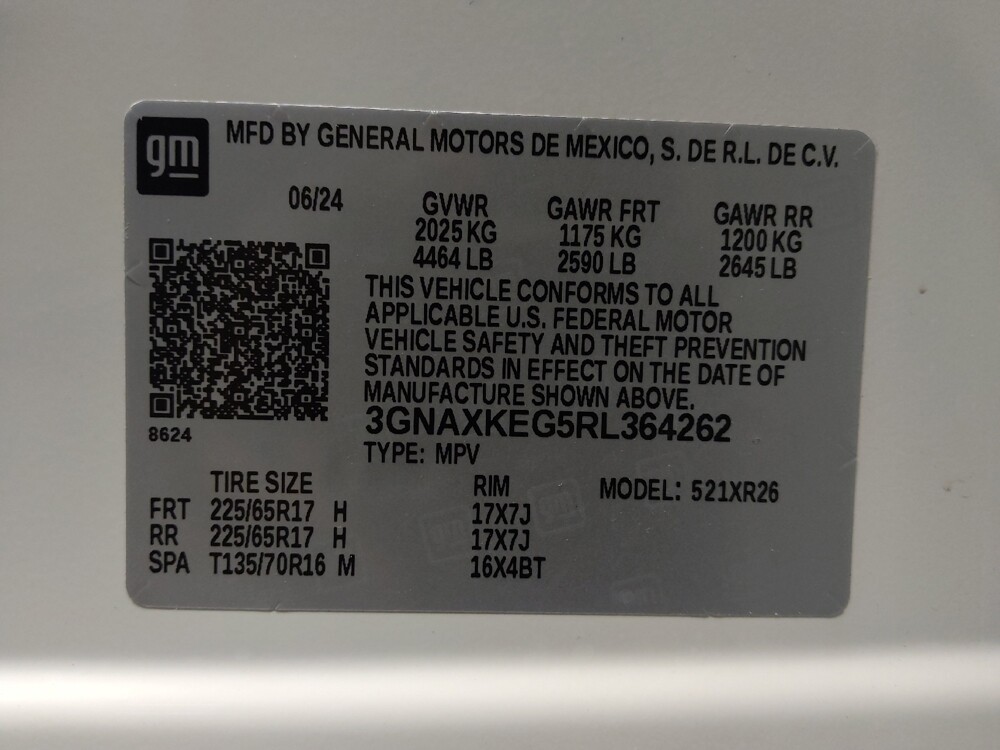 gm MFD BY GENERAL MOTORS DE MEXICO, S. DE R.L. DE C.V.
06/24 GVWR GAWR FRT GAWR RR
2025 KG 1175 KG 1200 KG
4464 LB 2590 LB 2645 LB
THIS VEHICLE CONFORMS TO ALL
APPLICABLE U.S. FEDERAL MOTOR
VEHICLE SAFETY AND THEFT PREVENTION
STANDARDS IN EFFECT ON THE DATE OF
MANUFACTURE SHOWN ABOVE.
3GNAXKEG5RL364262
8624
TYPE: MPV
TIRE SIZE RIM MODEL: 521XR26
FRT 225/65R17 H 17X7J
RR 225/65R17 H 17X7J
SPA T135/70R16 M 16X4BT